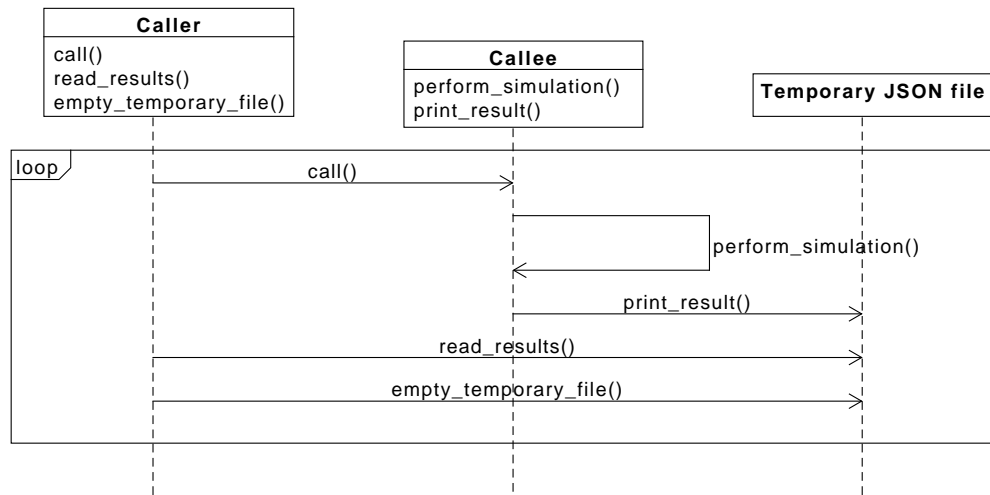 Caller
call()
read_results()
empty_temporary_file()
Callee
perform_simulation()
print_result()
Temporary JSON file
loop
call()
perform_simulation()
print_result()
read_results()
empty_temporary_file()